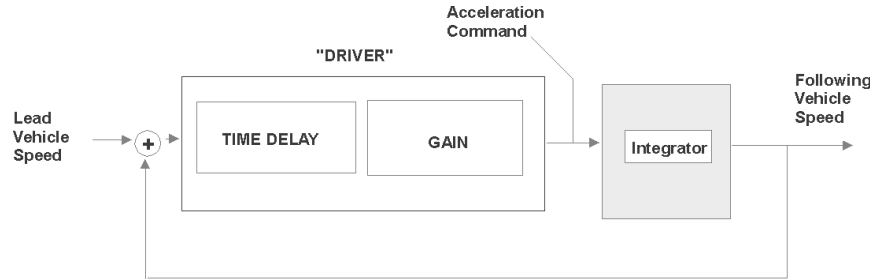 Acceleration
Command
"DRIVER"
Lead
Vehicle
Speed
+
TIME DELAY
GAIN
Integrator
Following
Vehicle
Speed